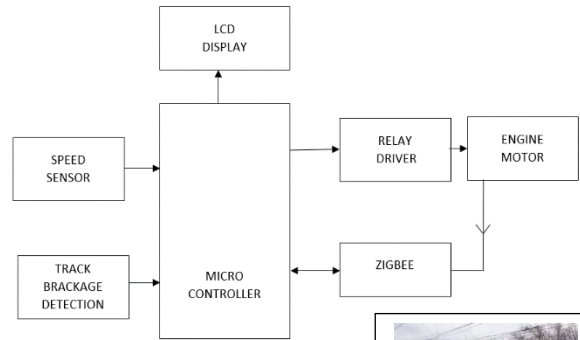 LCD
DISPLAY
SPEED
SENSOR
RELAY
DRIVER
ENGINE
MOTOR
TRACK
BRACKAGE
DETECTION
MICRO
CONTROLLER
ZIGBEE